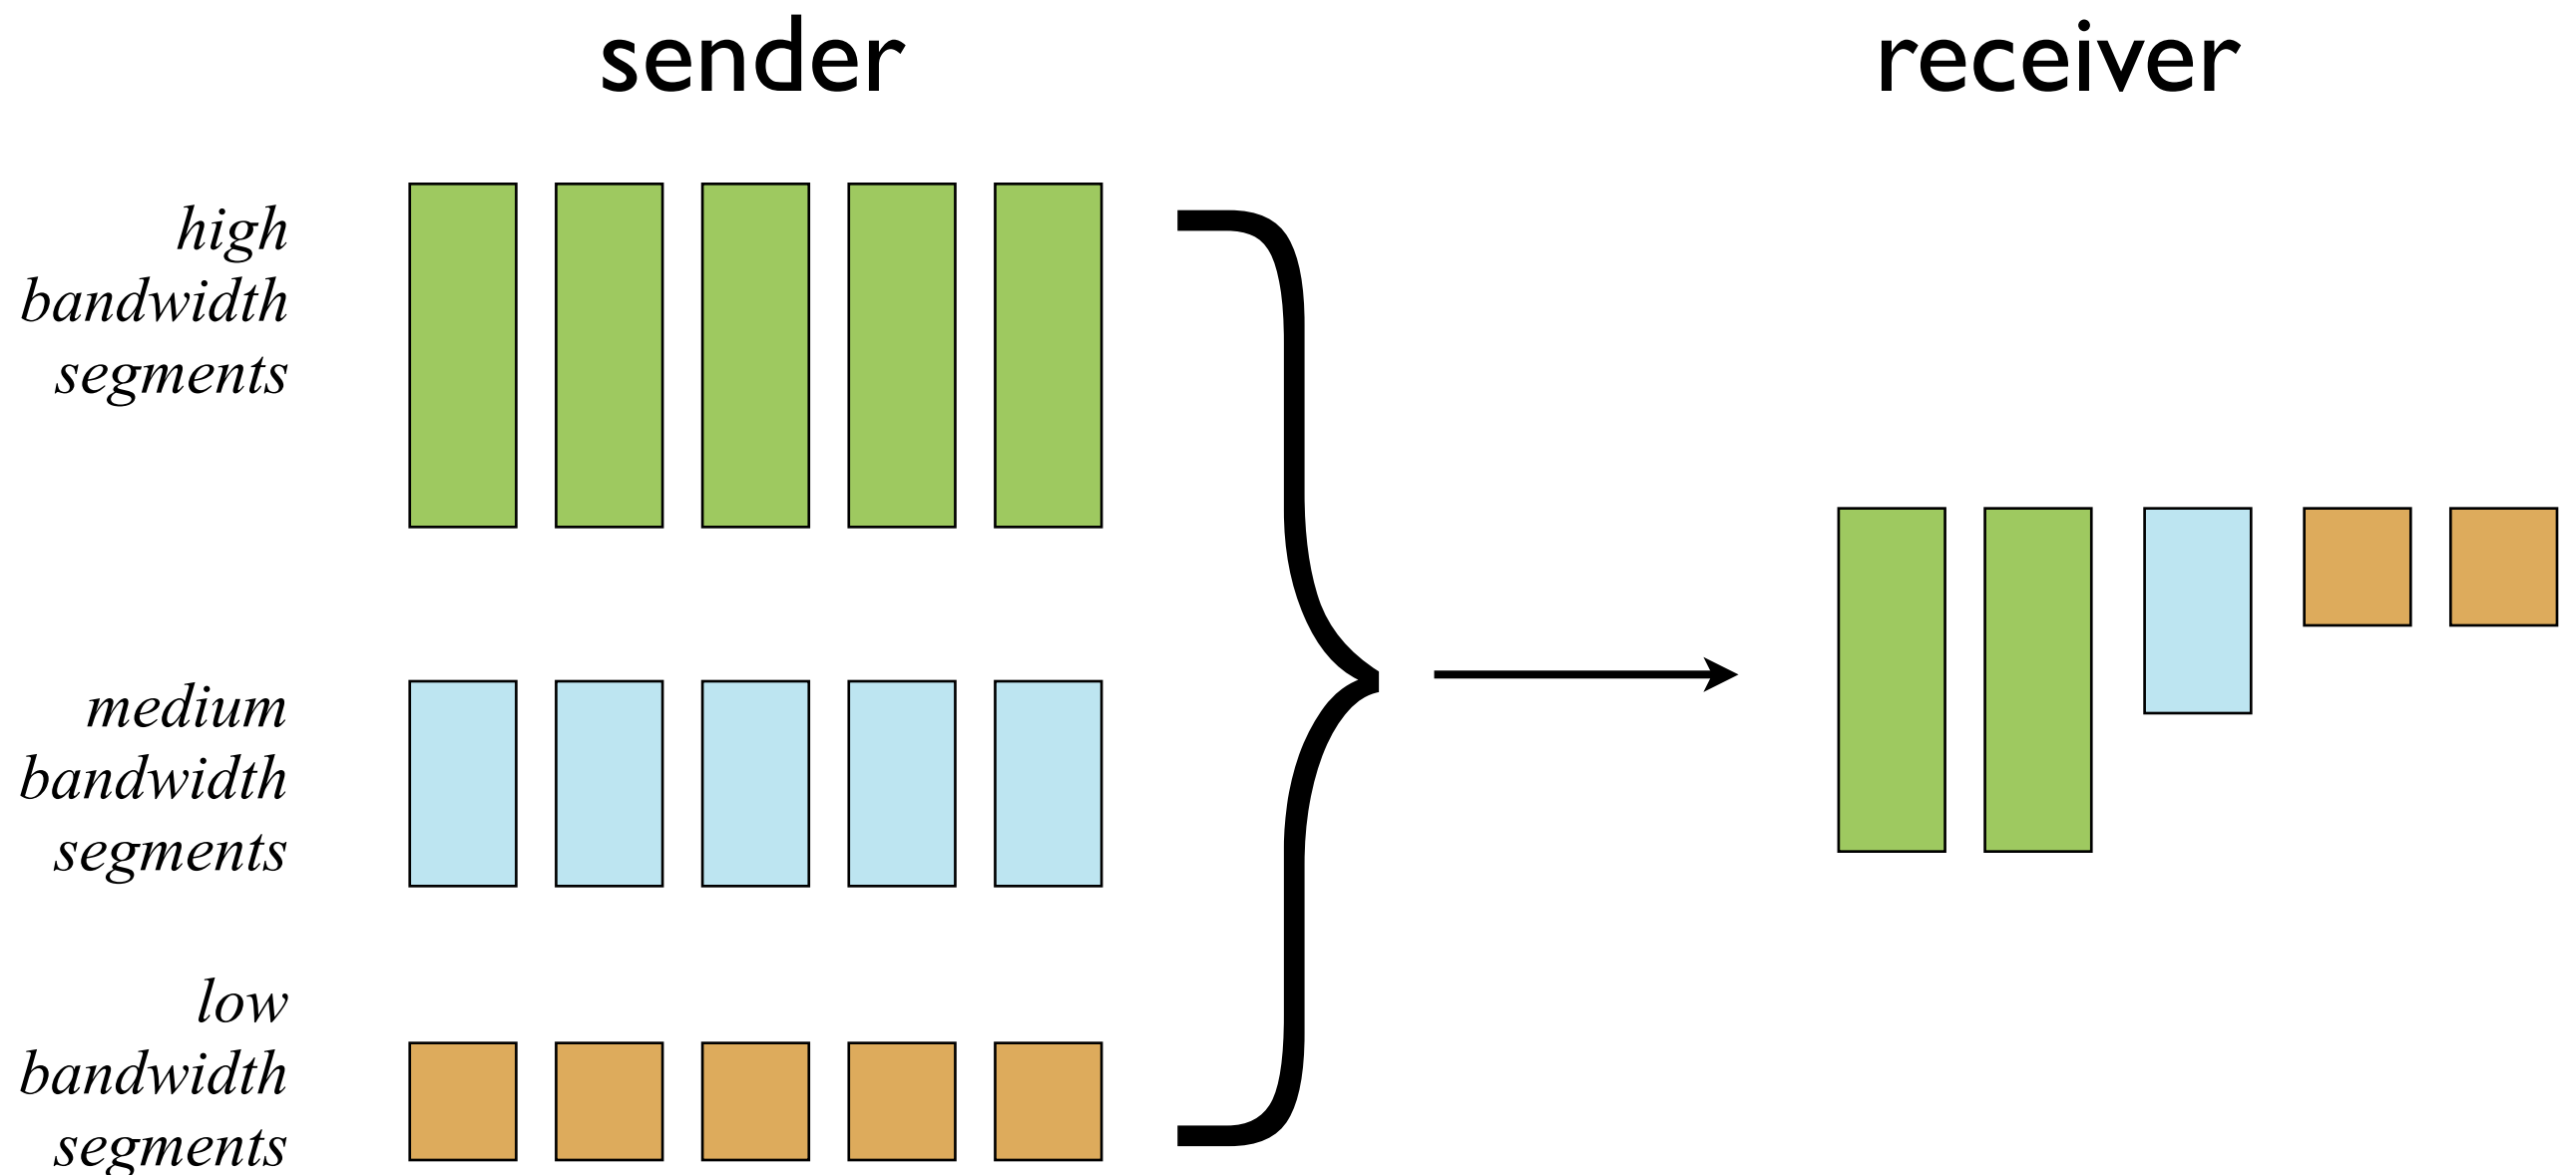 sender
receiver
high
bandwidth
segments
medium
bandwidth
segments
low
bandwidth
segments